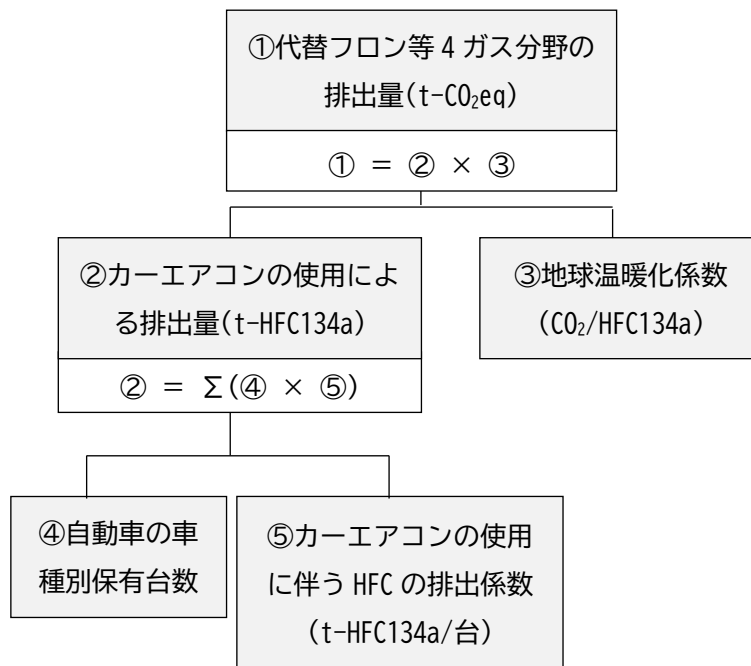 ①代替フロン等４ガス分野の
排出量(t-CO₂eq)
① = ② × ③
②カーエアコンの使用によ
る排出量(t-HFC134a)
② = Σ(④ × ⑤)
③地球温暖化係数
(CO₂/HFC134a)
④自動車の車
種別保有台数
⑤カーエアコンの使用
に伴う HFC の排出係数
(t-HFC134a/台)